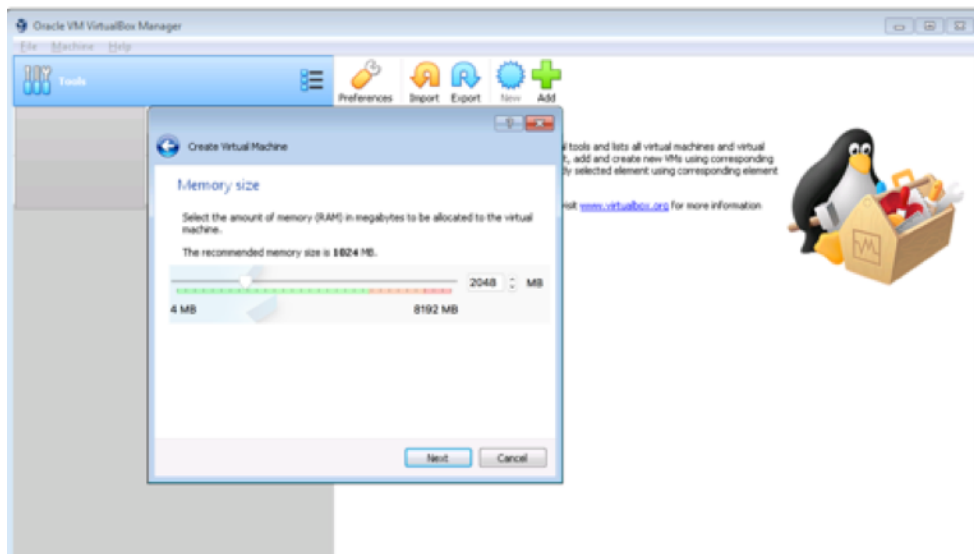 Oracle VM VirtualBox Manager
File Machine Help
Tools
Preferences Import Export New Add
Create Virtual Machine
l tools and lists all virtual machines and virtual
t, add and create new VMs using corresponding
ly selected element using corresponding element
visit www.virtualbox.org for more information
Memory size
Select the amount of memory (RAM) in megabytes to be allocated to the virtual
machine.
The recommended memory size is 1024 MB.
2048 MB
4 MB 8192 MB
Next Cancel